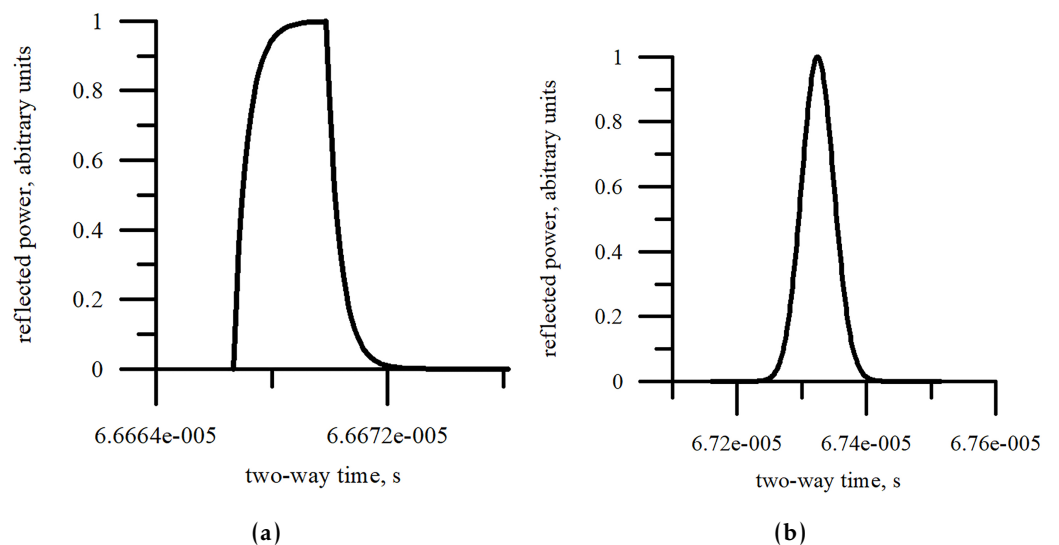 1
0.8
0.6
0.4
0.2
0
reflected power, abitrary units
6.6664e-005
6.6672e-005
two-way time, s
(a)
1
0.8
0.6
0.4
0.2
0
reflected power, abitrary units
6.72e-005
6.74e-005
6.76e-005
two-way time, s
(b)